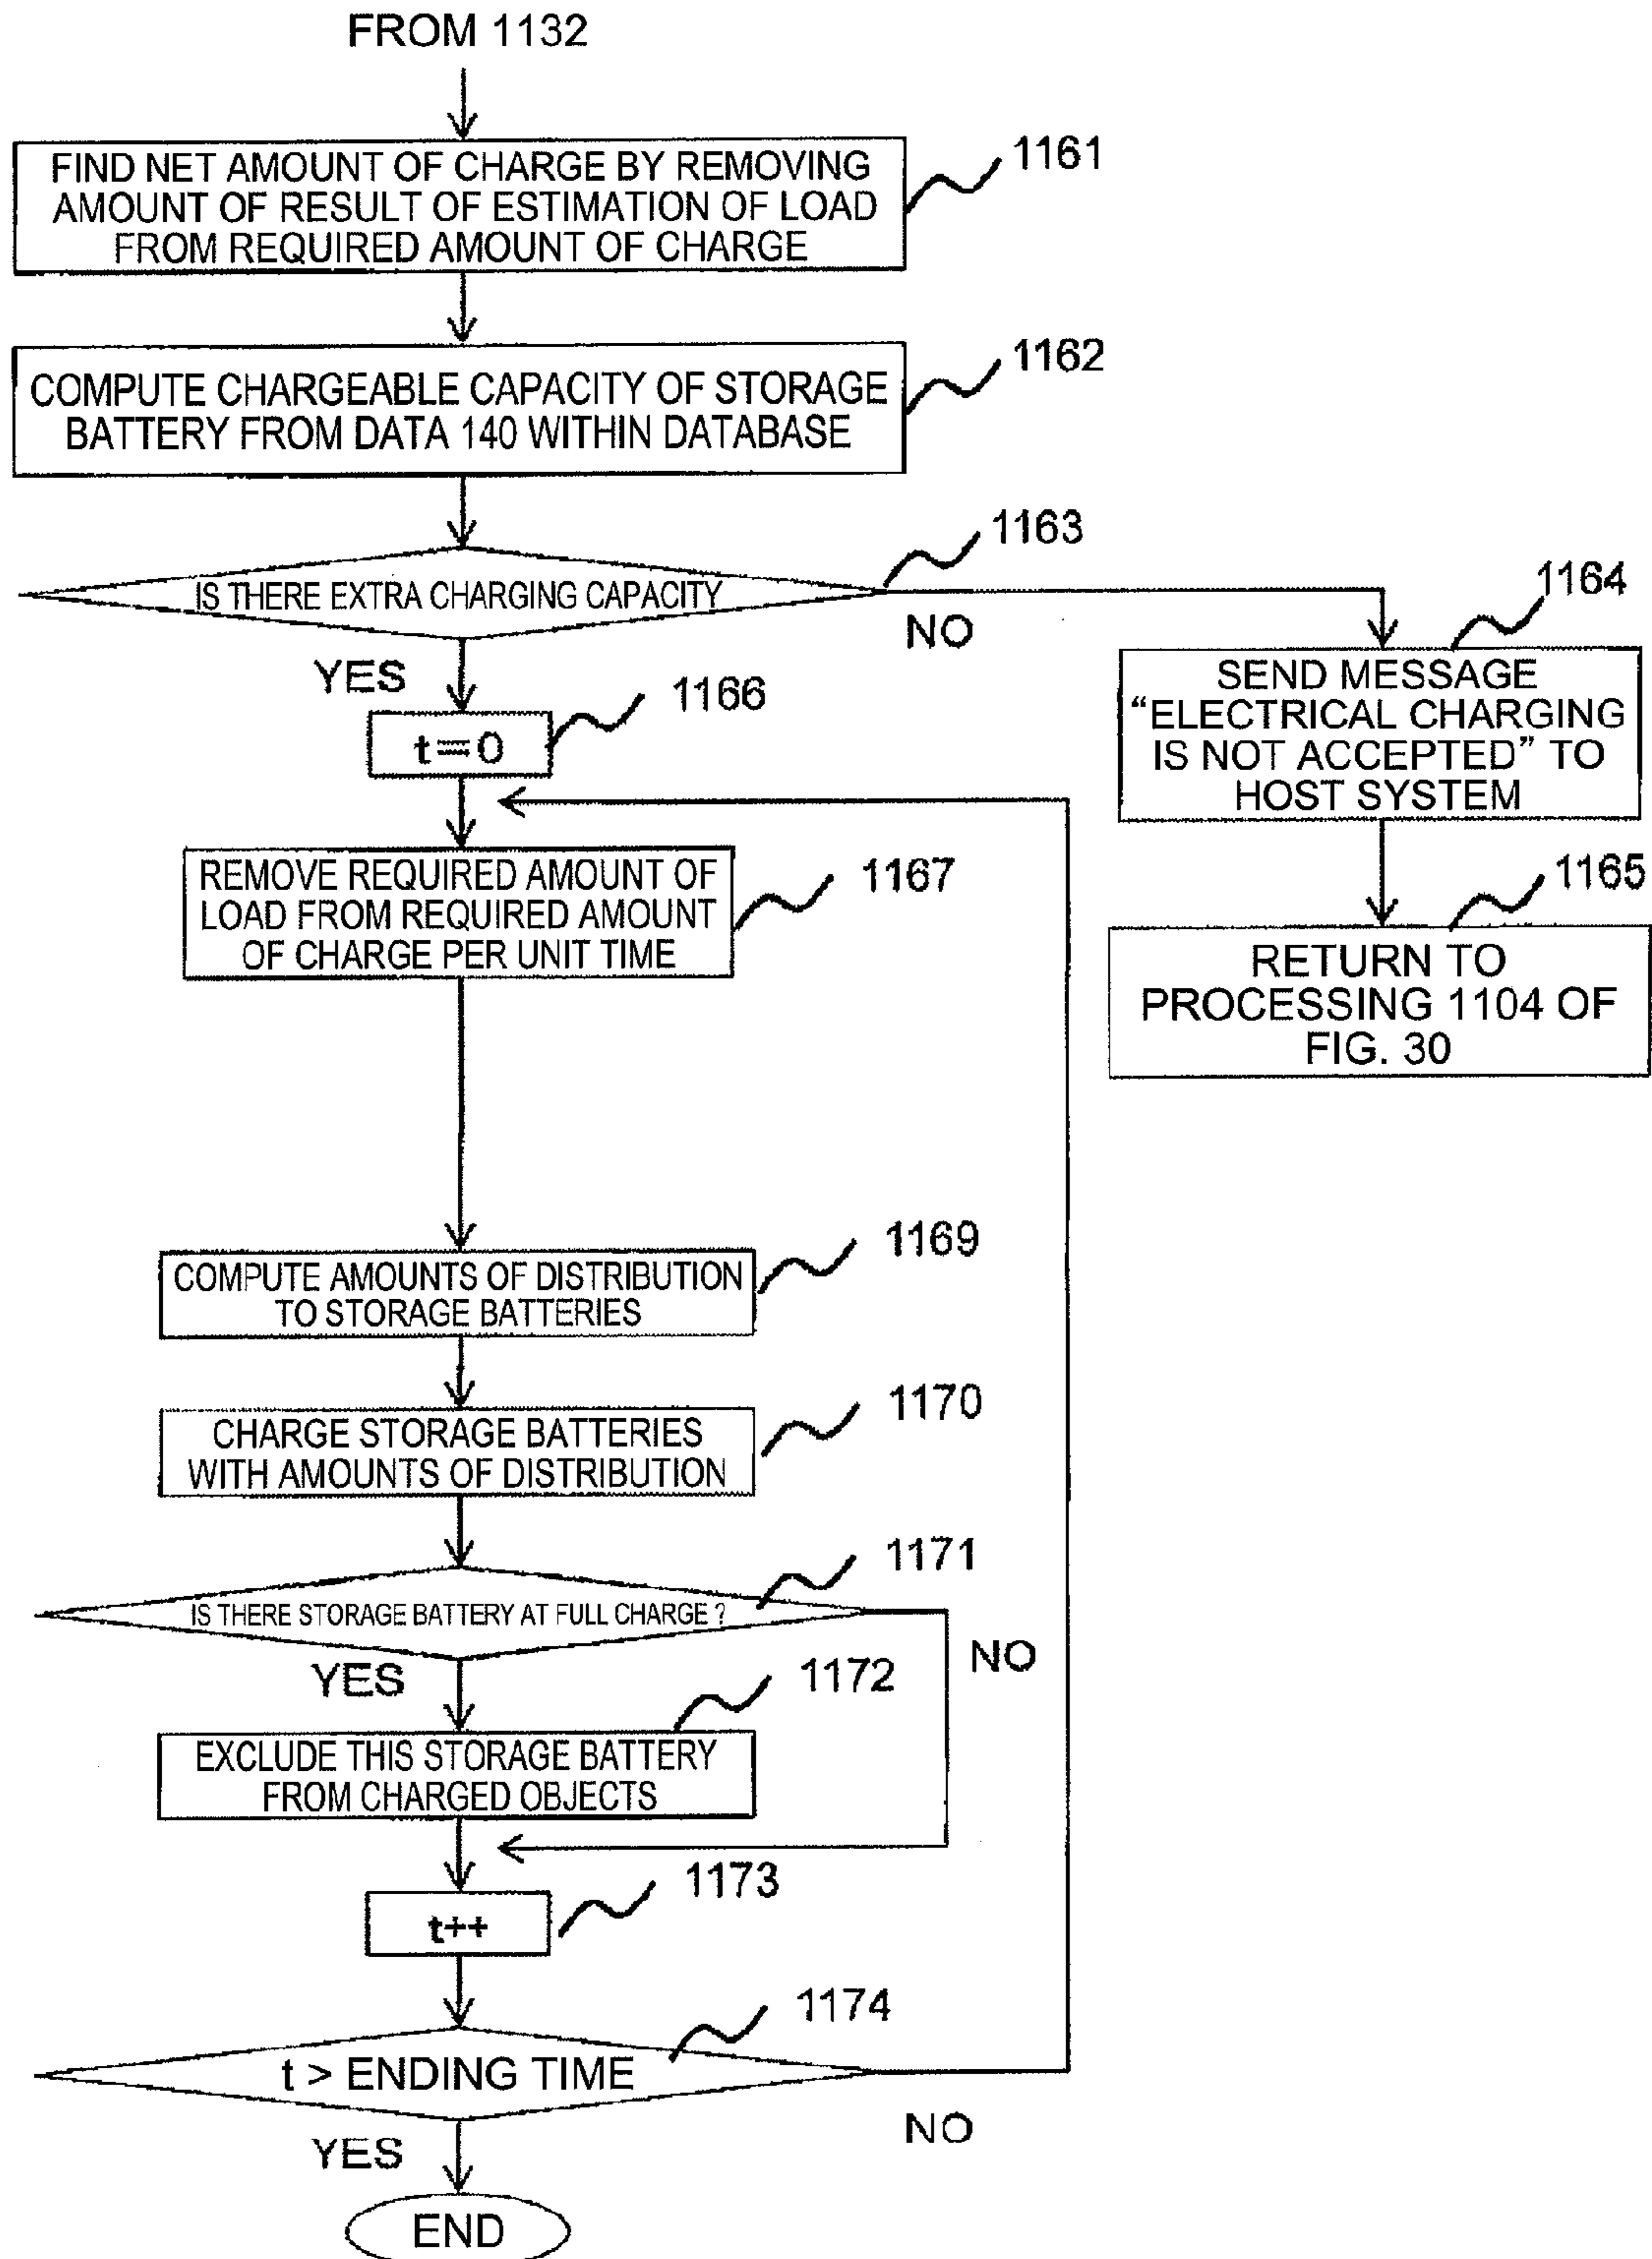 FROM 1132
FIND NET AMOUNT OF CHARGE BY REMOVING
AMOUNT OF RESULT OF ESTIMATION OF LOAD
FROM REQUIRED AMOUNT OF CHARGE
1161
COMPUTE CHARGEABLE CAPACITY OF STORAGE
BATTERY FROM DATA 140 WITHIN DATABASE
1162
IS THERE EXTRA CHARGING CAPACITY
1163
NO
YES
1164
SEND MESSAGE
“ELECTRICAL CHARGING
IS NOT ACCEPTED” TO
HOST SYSTEM
1165
RETURN TO
PROCESSING 1104 OF
FIG. 30
t=0
1166
REMOVE REQUIRED AMOUNT OF
LOAD FROM REQUIRED AMOUNT
OF CHARGE PER UNIT TIME
1167
COMPUTE AMOUNTS OF DISTRIBUTION
TO STORAGE BATTERIES
1169
CHARGE STORAGE BATTERIES
WITH AMOUNTS OF DISTRIBUTION
1170
IS THERE STORAGE BATTERY AT FULL CHARGE ?
1171
NO
YES
EXCLUDE THIS STORAGE BATTERY
FROM CHARGED OBJECTS
1172
t++
1173
t > ENDING TIME
1174
NO
YES
END